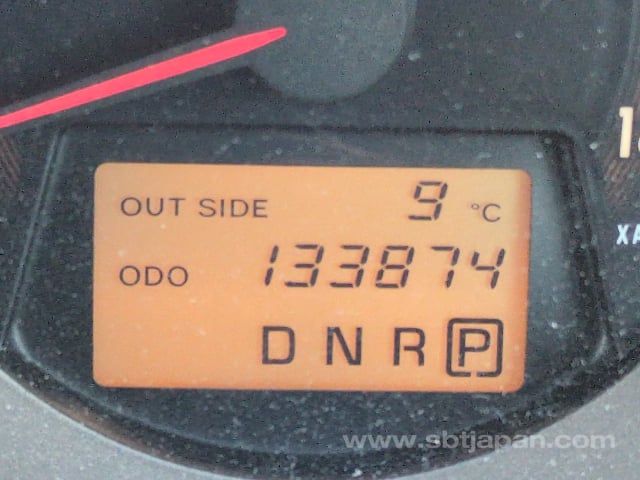 OUT SIDE 9 °C
ODO 133874
D N R P
www.sbtjapan.com